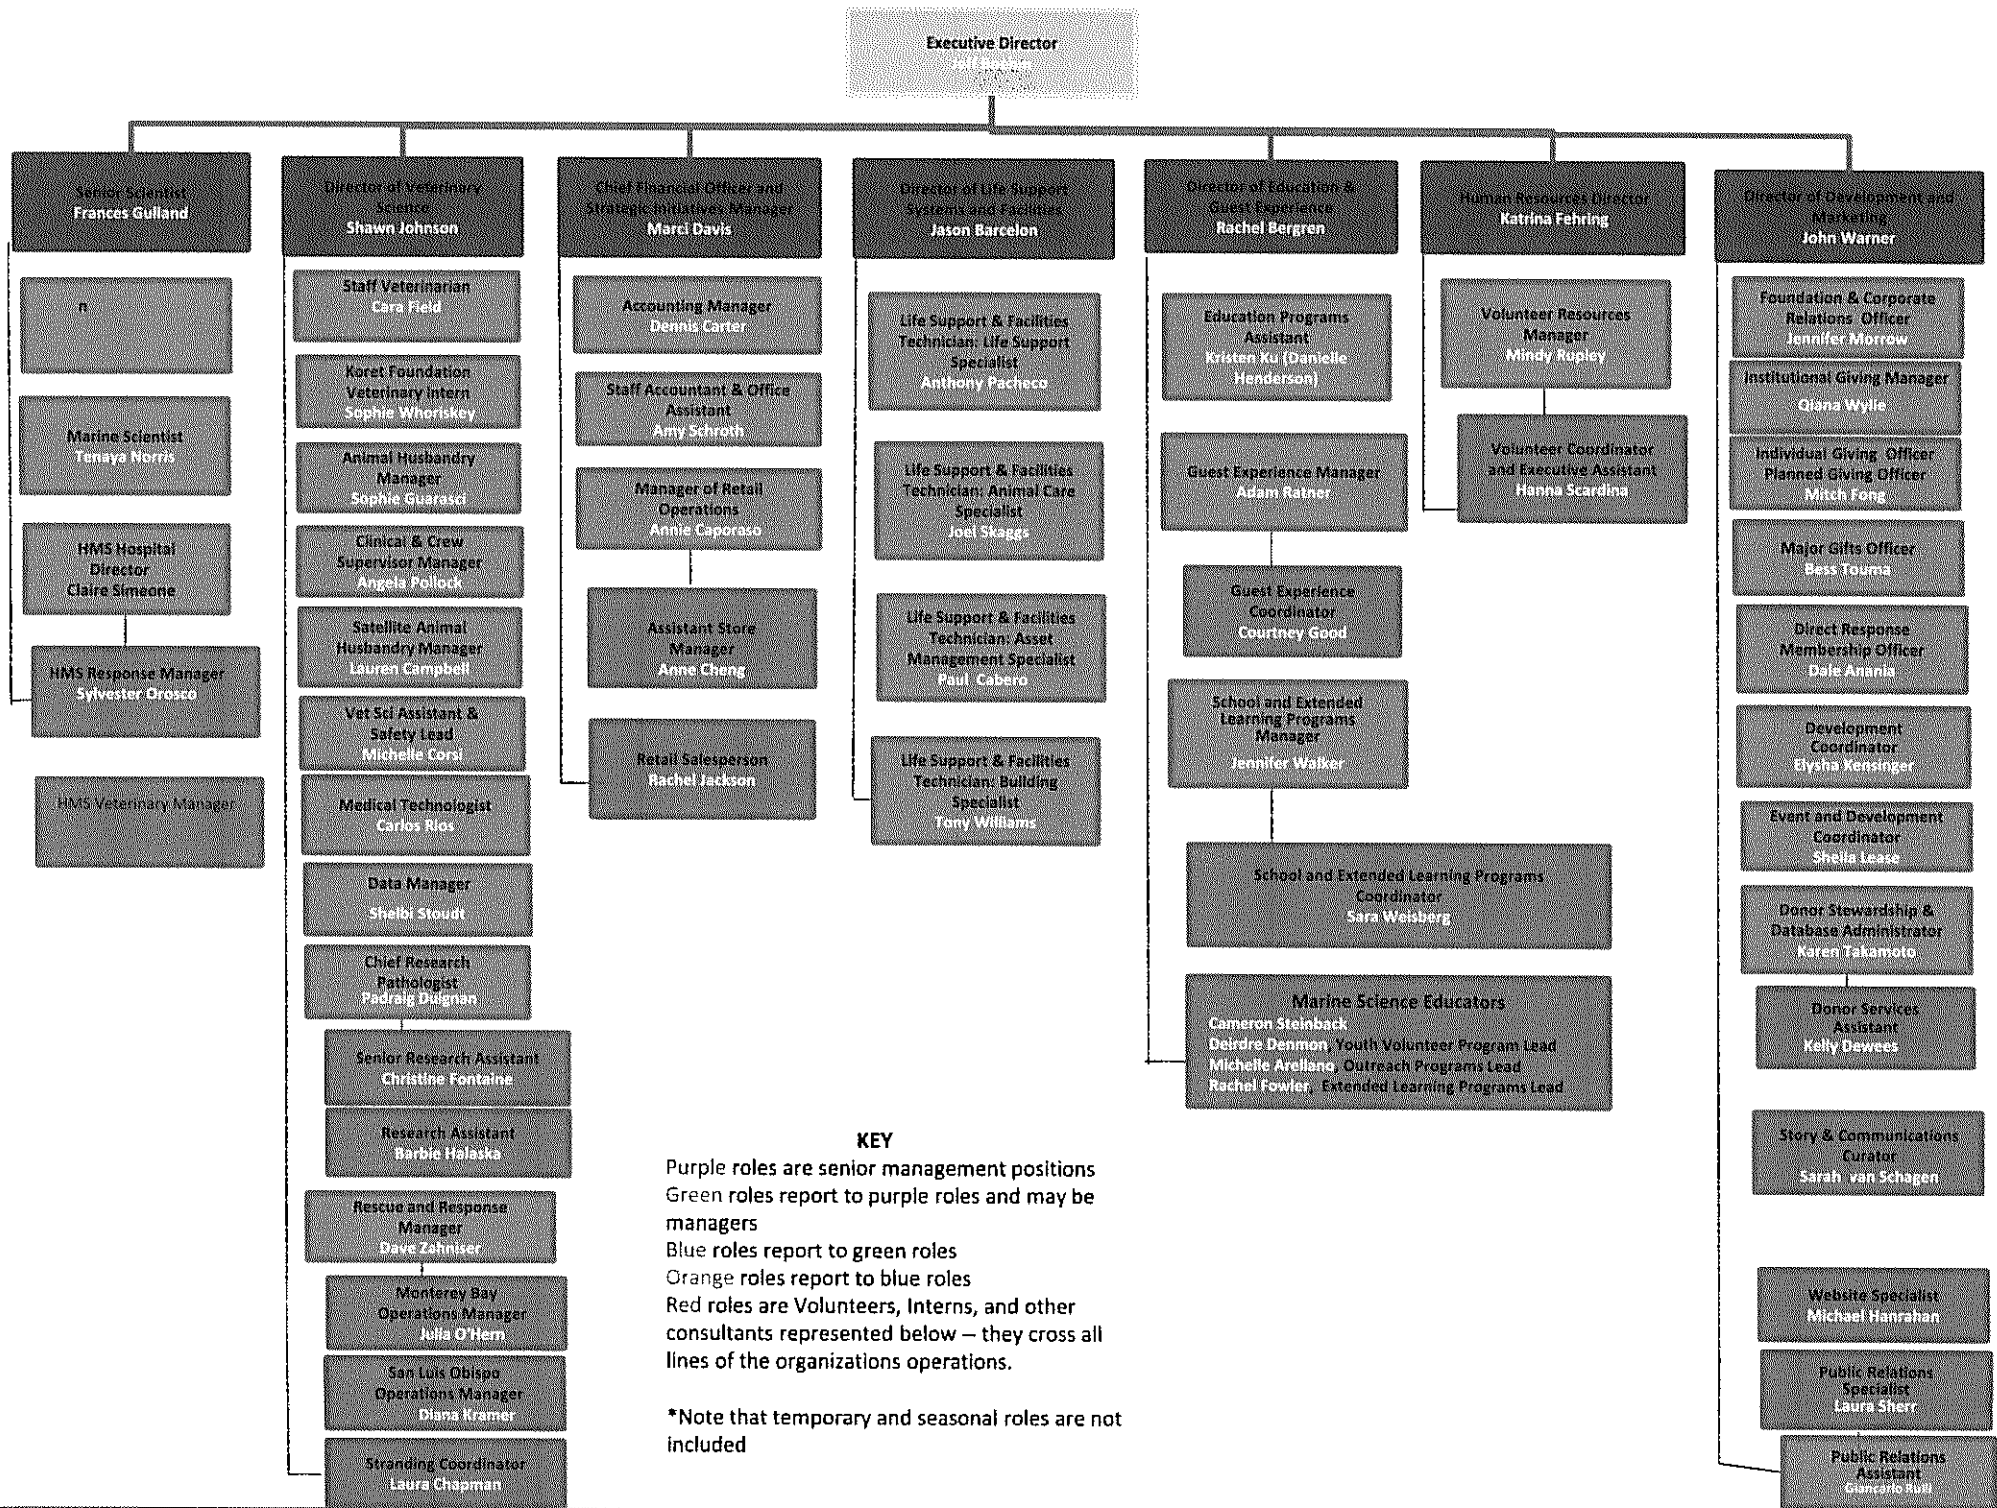 Executive Director
Jeff
Senior Scientist
Frances Gulland
n
Marine Scientist
Tenaya Norris
HMS Hospital
Director
Claire Simeone
HMS Response Manager
Sylvester Orosco
HMS Veterinary Manager
Director of Veterinary
Science
Shawn Johnson
Staff Veterinarian
Cara Field
Koret Foundation
Veterinary Intern
Sophie Whoriskey
Animal Husbandry
Manager
Sophie Guarasci
Clinical & Crew
Supervisor Manager
Angela Pollock
Satellite Animal
Husbandry Manager
Lauren Campbell
Vet Sci Assistant &
Safety Lead
Michelle Corsi
Medical Technologist
Carlos Rios
Data Manager
Shelbi Stoudt
Chief Research
Pathologist
Padraig Duignan
Senior Research Assistant
Christine Fontaine
Research Assistant
Barbie Halaska
Rescue and Response
Manager
Dave Zahniser
Monterey Bay
Operations Manager
Julia O'Hern
San Luis Obispo
Operations Manager
Diana Kramer
Stranding Coordinator
Laura Chapman
Chief Financial Officer and
Strategic Initiatives Manager
Marci Davis
Accounting Manager
Dennis Carter
Staff Accountant & Office
Assistant
Amy Schroth
Manager of Retail
Operations
Annie Caporaso
Assistant Store
Manager
Anne Cheng
Retail Salesperson
Rachel Jackson
Director of Life Support
Systems and Facilities
Jason Barcelon
Life Support & Facilities
Technician: Life Support
Specialist
Anthony Pacheco
Life Support & Facilities
Technician: Animal Care
Specialist
Joel Skaggs
Life Support & Facilities
Technician: Asset
Management Specialist
Paul Cabero
Life Support & Facilities
Technician: Building
Specialist
Tony Williams
Director of Education &
Guest Experience
Rachel Bergren
Education Programs
Assistant
Kristen Ku (Danielle
Henderson)
Guest Experience Manager
Adam Ratner
Guest Experience
Coordinator
Courtney Good
School and Extended
Learning Programs
Manager
Jennifer Walker
School and Extended Learning Programs
Coordinator
Sara Weisberg
Marine Science Educators
Cameron Steinback
Deirdre Denmon, Youth Volunteer Program Lead
Michelle Arellano, Outreach Programs Lead
Rachel Fowler, Extended Learning Programs Lead
Human Resources Director
Katrina Fehring
Volunteer Resources
Manager
Mindy Rupley
Volunteer Coordinator
and Executive Assistant
Hanna Scardina
Director of Development and
Marketing
John Warner
Foundation & Corporate
Relations Officer
Jennifer Morrow
Institutional Giving Manager
Qiana Wylie
Individual Giving Officer
Planned Giving Officer
Mitch Fong
Major Gifts Officer
Bess Touma
Direct Response
Membership Officer
Dale Anania
Development
Coordinator
Elysha Kensinger
Event and Development
Coordinator
Sheila Lease
Donor Stewardship &
Database Administrator
Karen Takamoto
Donor Services
Assistant
Kelly Dewees
Story & Communications
Curator
Sarah van Schagen
Website Specialist
Michael Hanrahan
Public Relations
Specialist
Laura Sherr
Public Relations
Assistant
Giancarlo Rulli
KEY
Purple roles are senior management positions
Green roles report to purple roles and may be
managers
Blue roles report to green roles
Orange roles report to blue roles
Red roles are Volunteers, Interns, and other
consultants represented below – they cross all
lines of the organizations operations.
*Note that temporary and seasonal roles are not
included